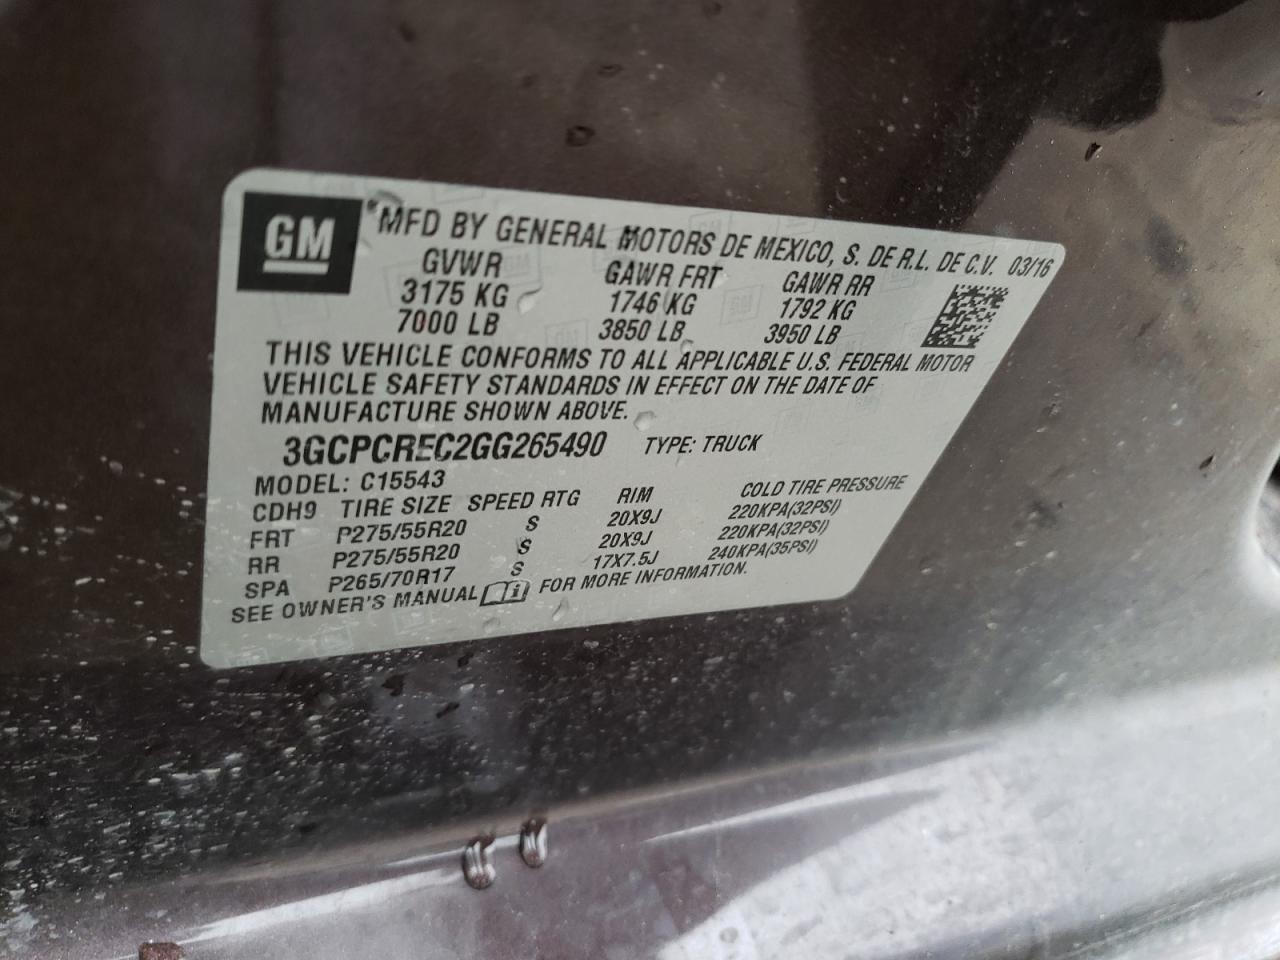 GM MFD BY GENERAL MOTORS DE MEXICO, S. DE R.L. DE C.V. 03/16
GVWR GAWR FRT GAWR RR
3175 KG 1746 KG 1792 KG
7000 LB 3850 LB 3950 LB
THIS VEHICLE CONFORMS TO ALL APPLICABLE U.S. FEDERAL MOTOR
VEHICLE SAFETY STANDARDS IN EFFECT ON THE DATE OF
MANUFACTURE SHOWN ABOVE.
3GCPCREC2GG265490 TYPE: TRUCK
MODEL: C15543
CDH9 TIRE SIZE SPEED RTG RIM COLD TIRE PRESSURE
FRT P275/55R20 S 20X9J 220KPA(32PSI)
RR P275/55R20 S 20X9J 220KPA(32PSI)
SPA P265/70R17 S 17X7.5J 240KPA(35PSI)
SEE OWNER'S MANUAL FOR MORE INFORMATION.